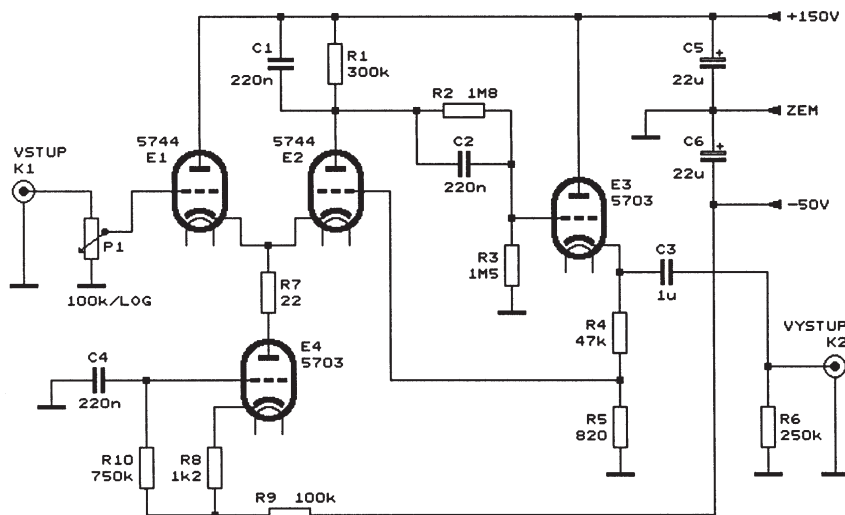 +150V
C1
220n
R1
300k
C5
22u
+
R2 1M8
ZEM
VSTUP
K1
5744
E1
5744
E2
C2
220n
C6
22u
+
E3
5703
-50V
P1
100k/LOG
R3
1M5
C3
1u
R7
22
R4
47k
VYSTUP
K2
E4
5703
C4
220n
R5
820
R6
250k
R10
750k
R8
1k2
R9 100k